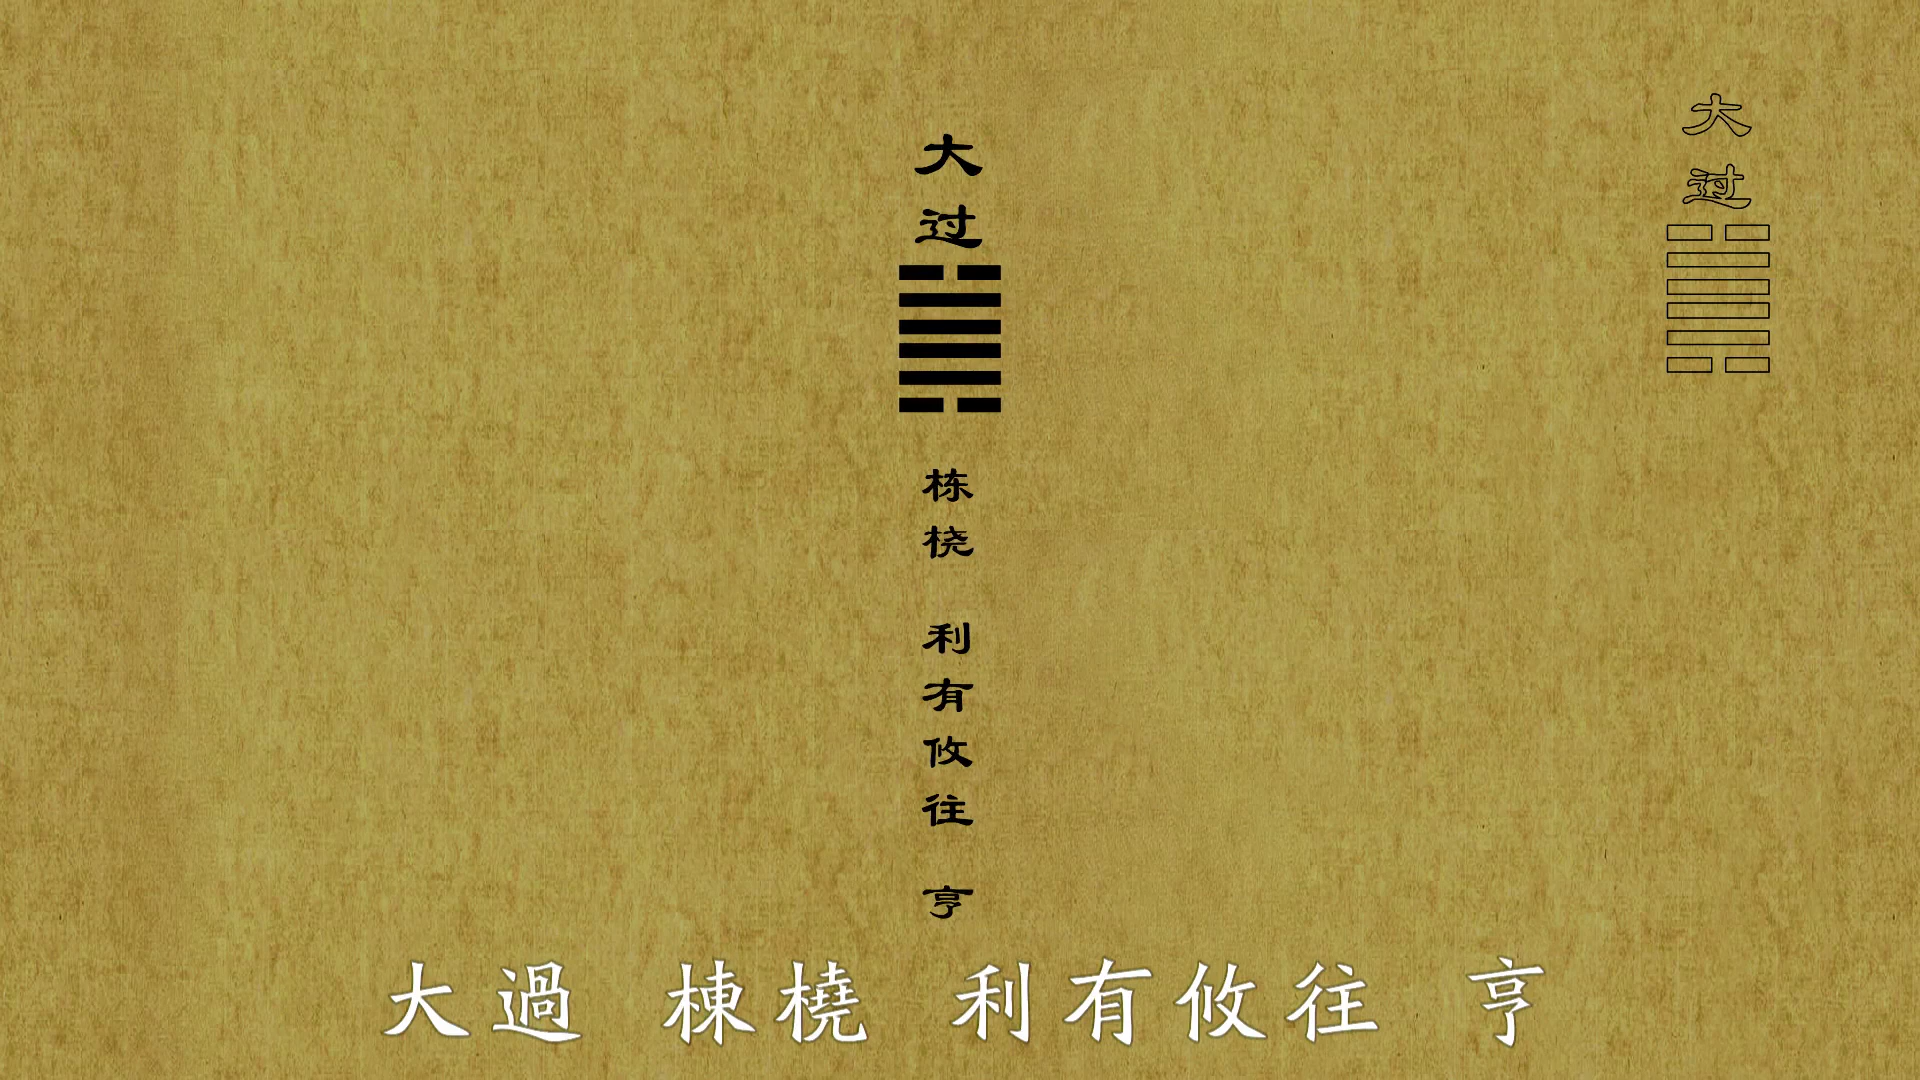 大过
大过
栋桡 利有攸往 亨
大過 棟橈 利有攸往 亨